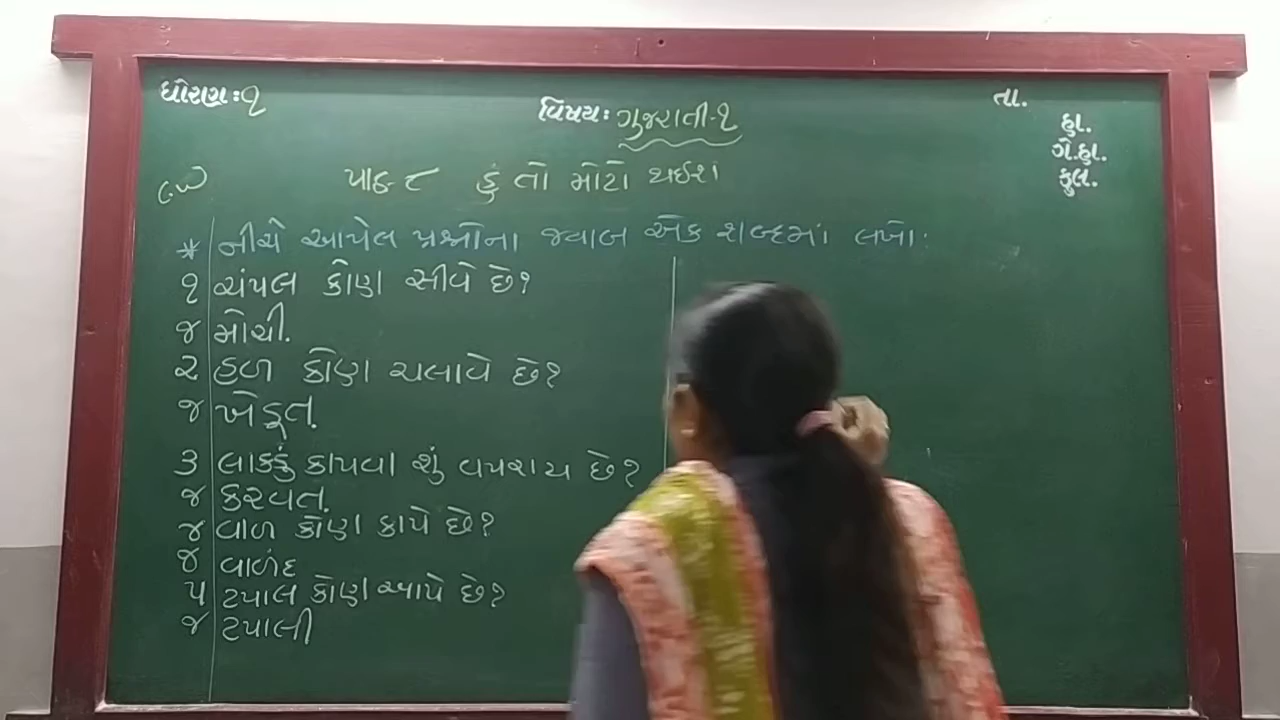 ધોરણ:૧
વિષય: ગુજરાતી-૧
તા.
હા.
ગે.હા.
કુલ.
C.W
પાઠ-૮ હું તો મોટો થઈશ
* નીચે આપેલ પ્રશ્નોના જવાબ એક શબ્દમાં લખો:
૧ ચંપલ કોણ સીવે છે?
જ મોચી.
૨ હળ કોણ ચલાવે છે?
જ ખેડૂત.
૩ લાકડું કાપવા શું વપરાય છે?
જ કરવત.
૪ વાળ કોણ કાપે છે?
જ વાળંદ
૫ ટપાલ કોણ આપે છે?
જ ટપાલી